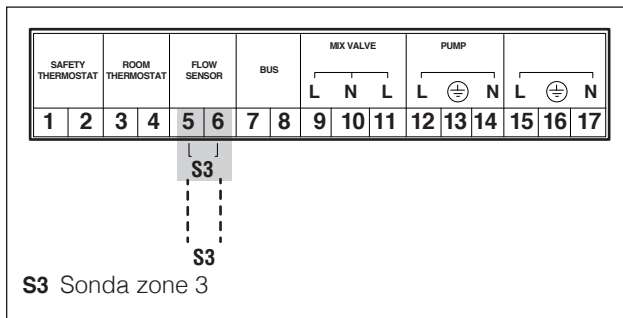 SAFETY THERMOSTAT ROOM THERMOSTAT FLOW SENSOR BUS MIX VALVE PUMP
L N L L N L N
1 2 3 4 5 6 7 8 9 10 11 12 13 14 15 16 17
S3
S3
S3 Sonda zone 3